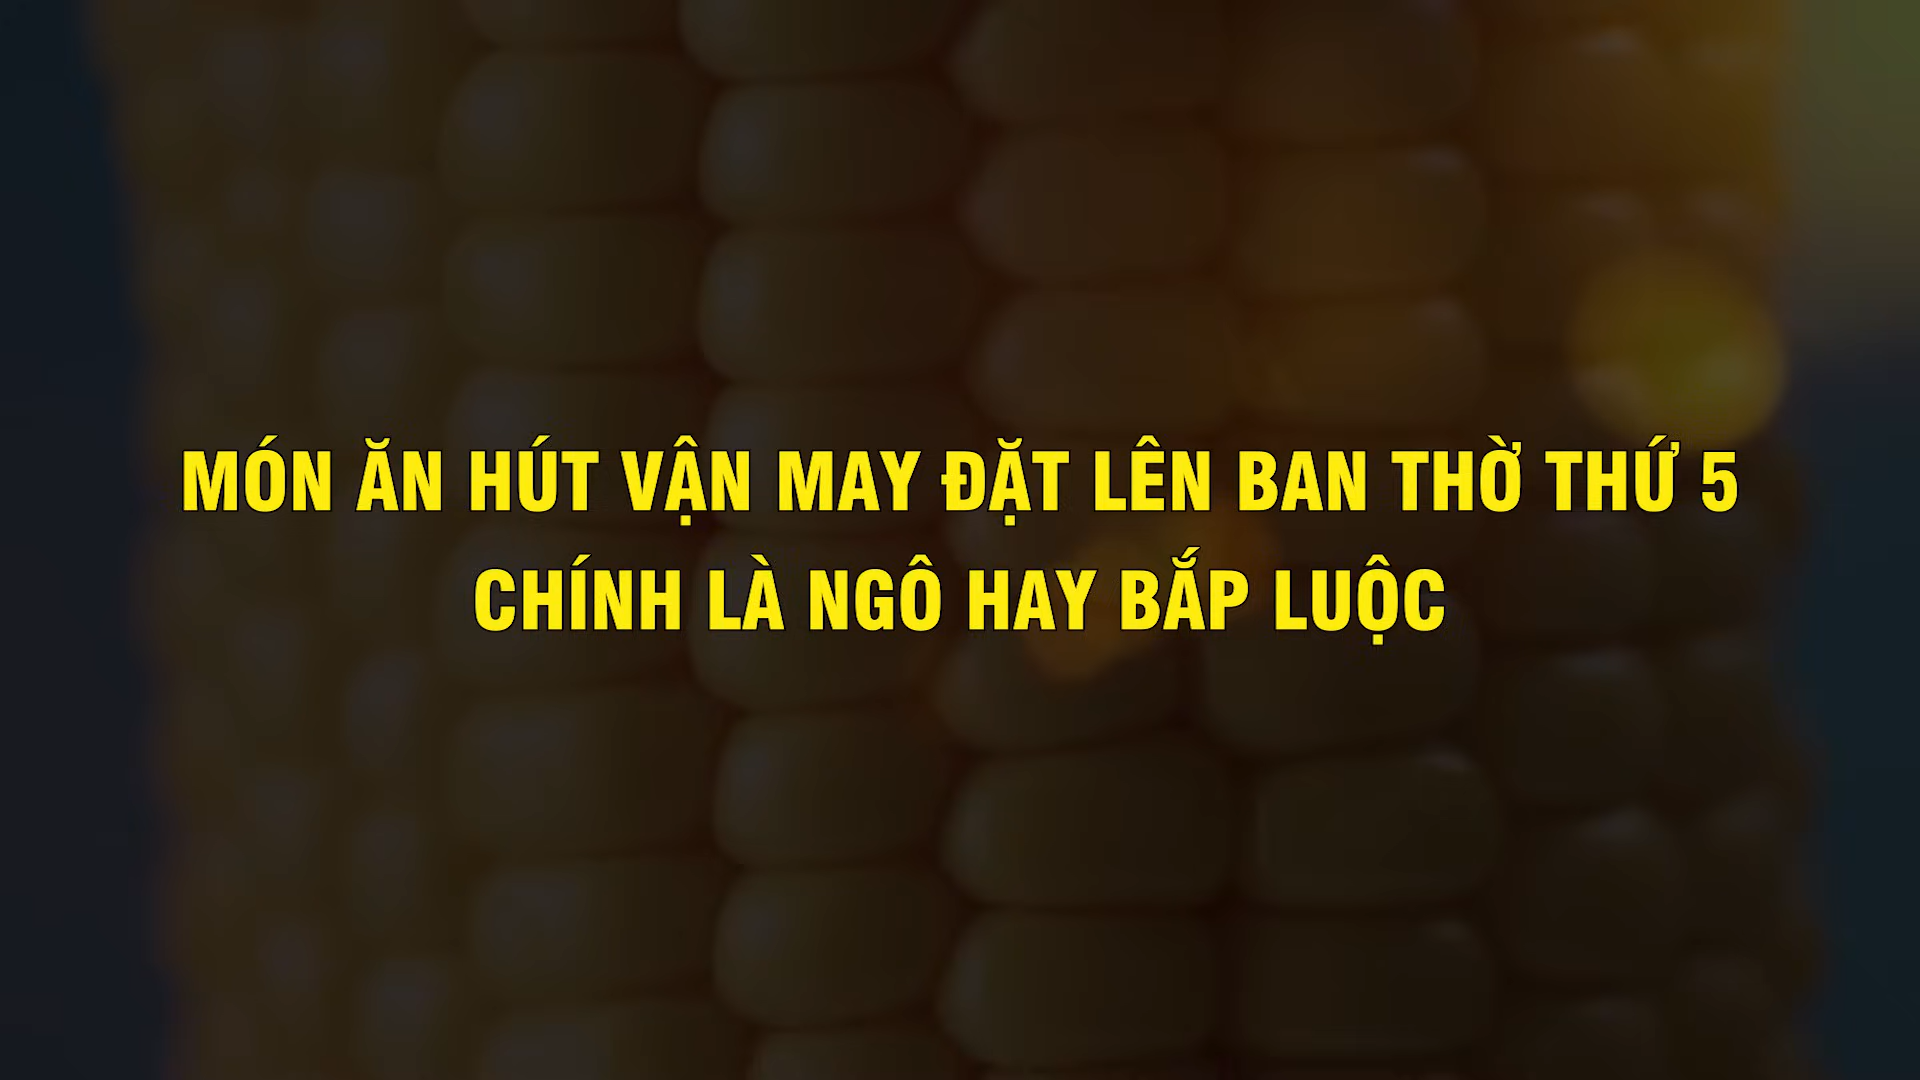 MÓN ĂN HÚT VẬN MAY ĐẶT LÊN BAN THỜ THỨ 5
CHÍNH LÀ NGÔ HAY BẮP LUỘC